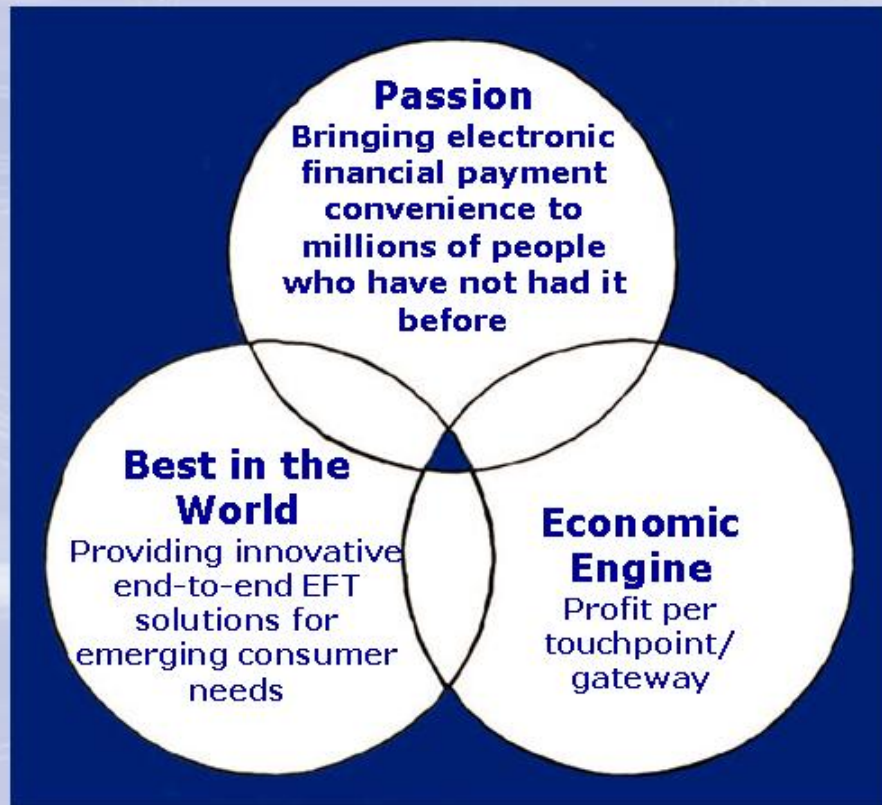 Passion
Bringing electronic
financial payment
convenience to
millions of people
who have not had it
before
Best in the
World
Providing innovative
end-to-end EFT
solutions for
emerging consumer
needs
Economic
Engine
Profit per
touchpoint/
gateway